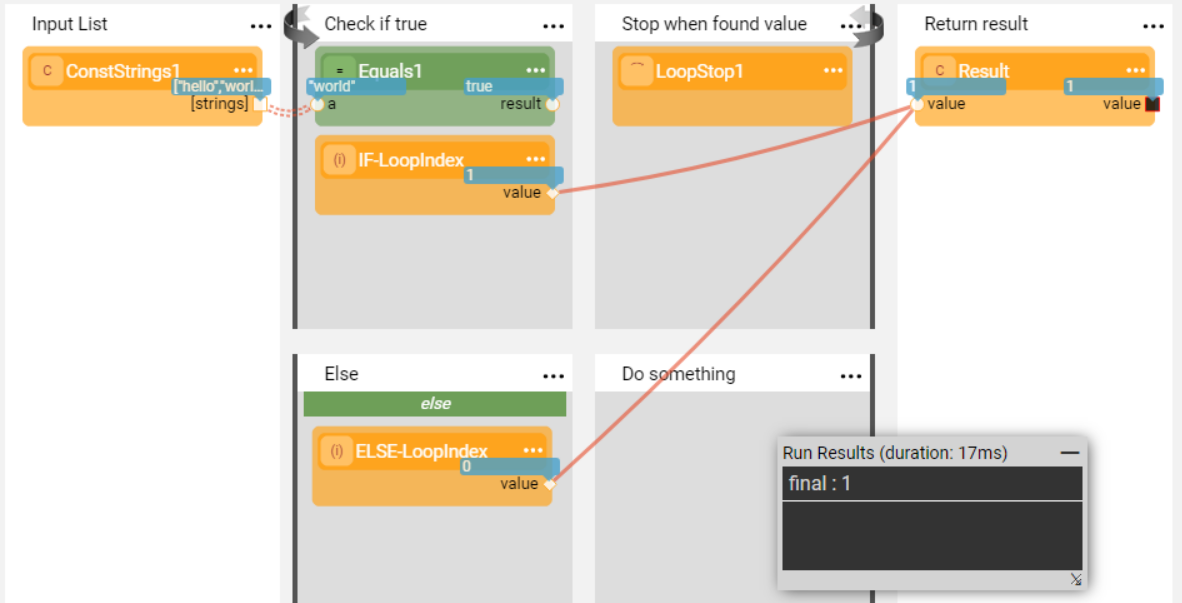 Input List
...
Check if true
...
Stop when found value
...
Return result
...
C ConstStrings1 ...
["hello","worl...
[strings]
= Equals1 ...
"world"
true
a
result
LoopStop1 ...
C Result ...
1
1
value
value
(i) IF-LoopIndex ...
1
value
Else
...
Do something
...
else
(i) ELSE-LoopIndex ...
0
value
Run Results (duration: 17ms)
final : 1